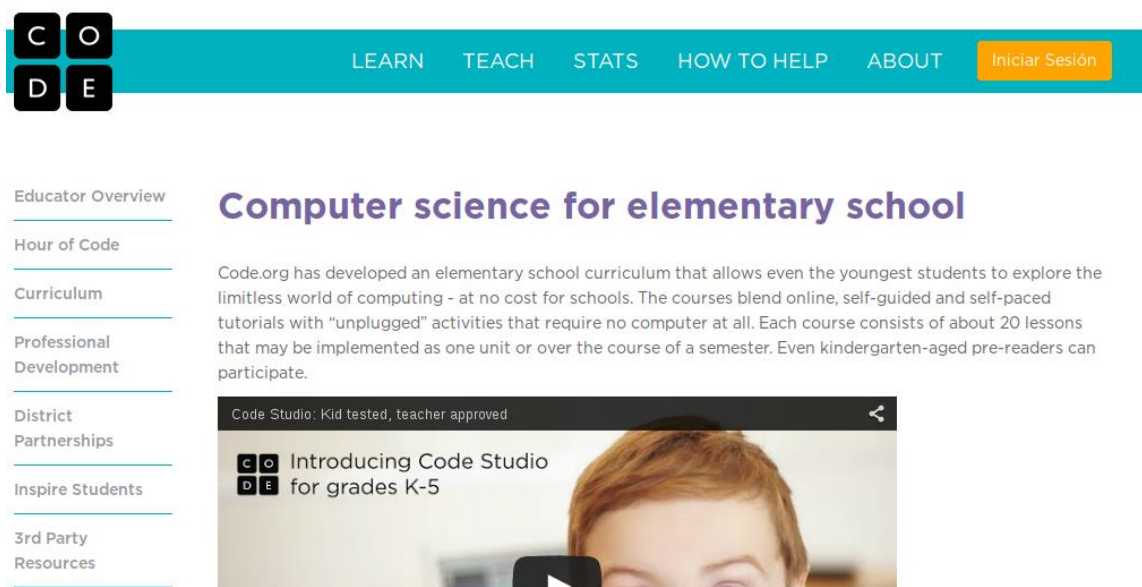 C O
D E
LEARN TEACH STATS HOW TO HELP ABOUT Iniciar Sesión
Educator Overview
Hour of Code
Curriculum
Professional
Development
District
Partnerships
Inspire Students
3rd Party
Resources
Computer science for elementary school
Code.org has developed an elementary school curriculum that allows even the youngest students to explore the
limitless world of computing - at no cost for schools. The courses blend online, self-guided and self-paced
tutorials with “unplugged” activities that require no computer at all. Each course consists of about 20 lessons
that may be implemented as one unit or over the course of a semester. Even kindergarten-aged pre-readers can
participate.
Code Studio: Kid tested, teacher approved
C O
D E
Introducing Code Studio
for grades K-5